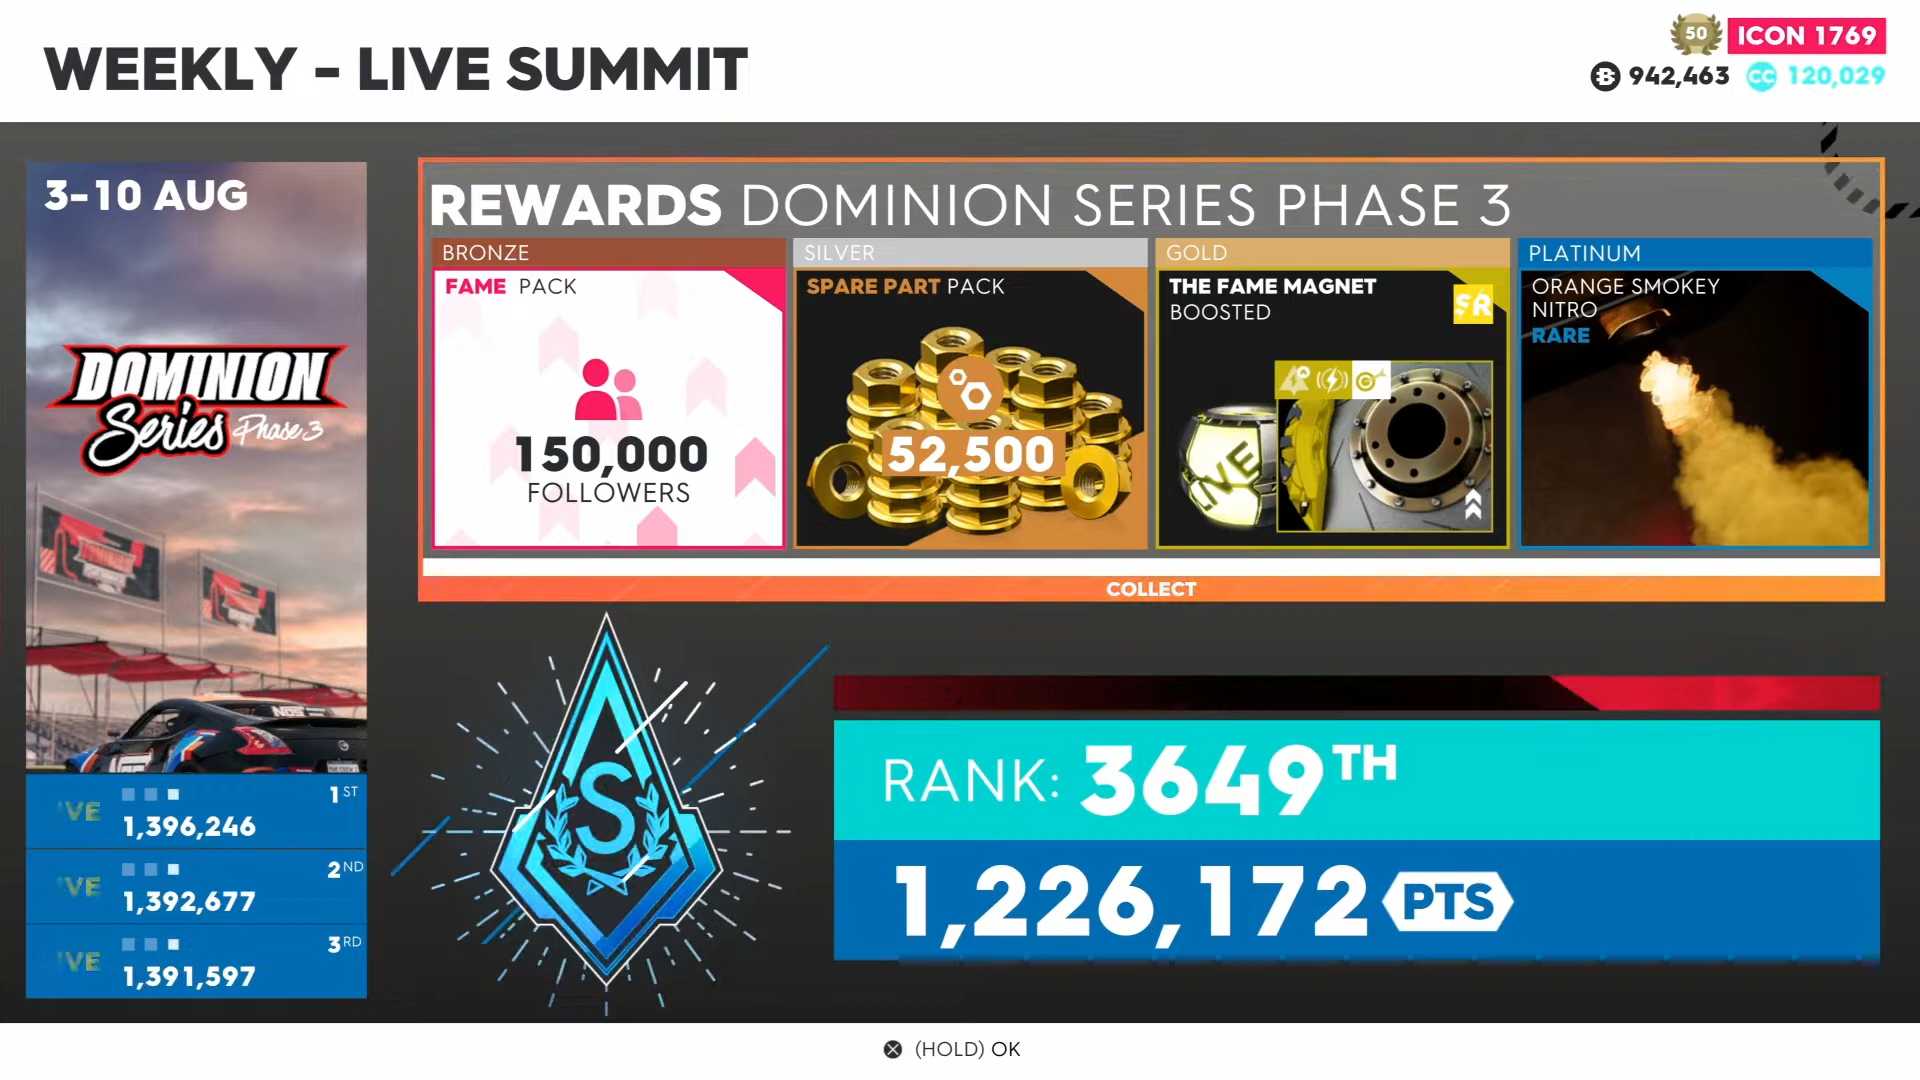 WEEKLY - LIVE SUMMIT
50
ICON 1769
942,463
CC
120,029
3-10 AUG
DOMINION
Series Phase 3
NOS
REWARDS DOMINION SERIES PHASE 3
BRONZE
FAME PACK
150,000
FOLLOWERS
SILVER
SPARE PART PACK
52,500
GOLD
THE FAME MAGNET
BOOSTED
LIVE
PLATINUM
ORANGE SMOKEY
NITRO
RARE
COLLECT
1ST
1,396,246
2ND
1,392,677
3RD
1,391,597
S
RANK: 3649TH
1,226,172 PTS
(HOLD) OK